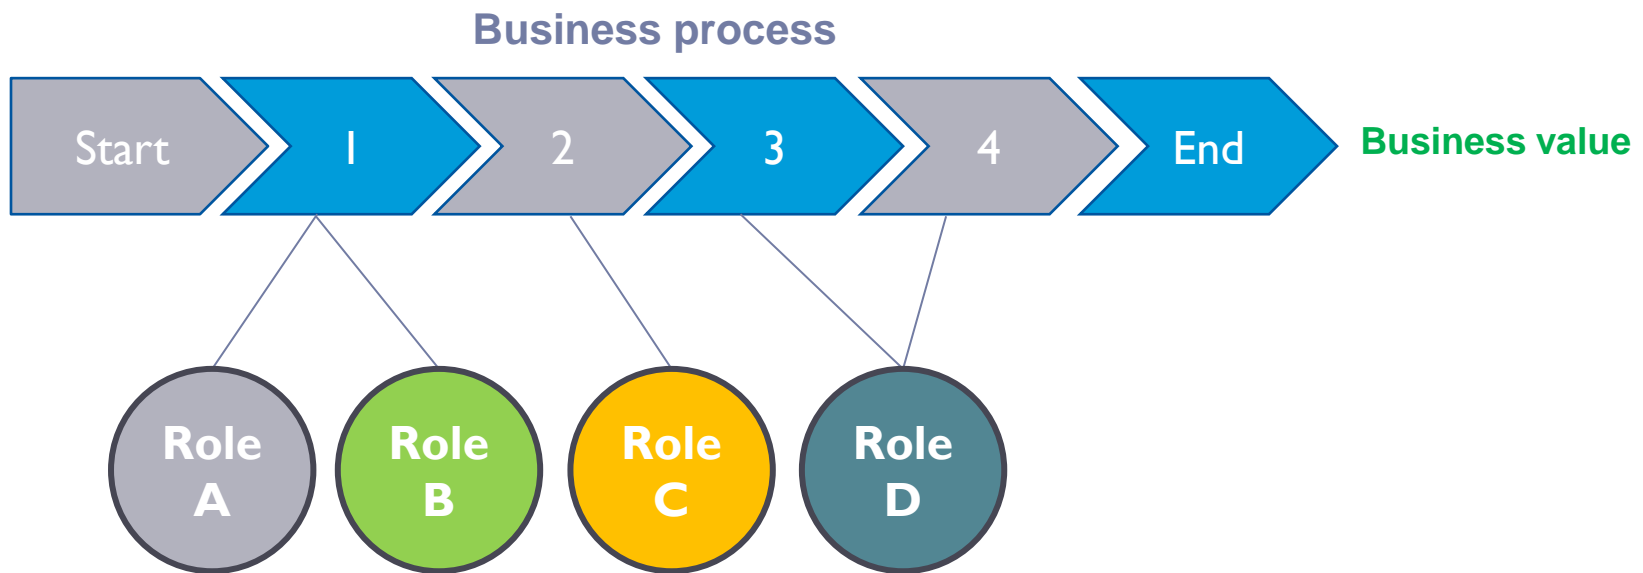 Business process
Start
1
2
3
4
End
Business value
Role
A
Role
B
Role
C
Role
D